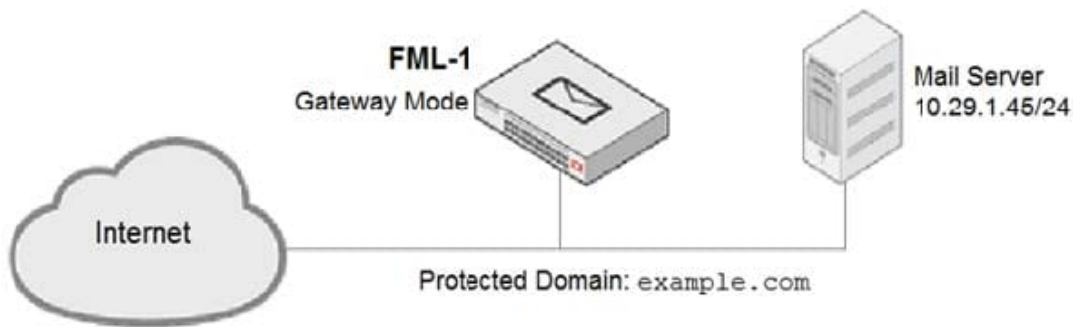 FML-1
Gateway Mode
Mail Server
10.29.1.45/24
Internet
Protected Domain: example.com